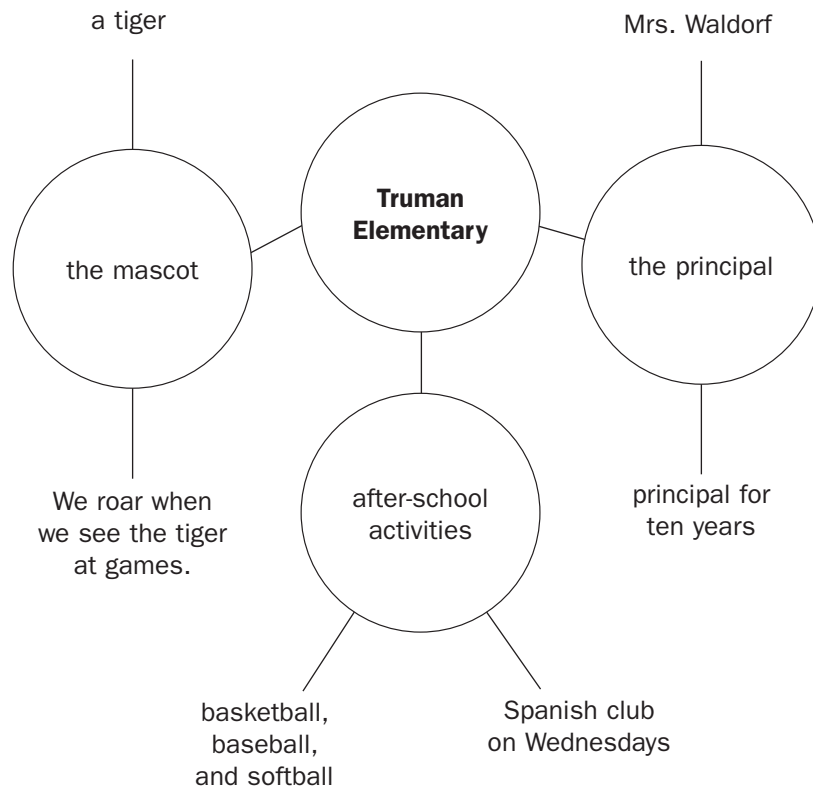 a tiger
Mrs. Waldorf
Truman
Elementary
the mascot
the principal
We roar when
we see the tiger
at games.
after-school
activities
principal for
ten years
basketball,
baseball,
and softball
Spanish club
on Wednesdays